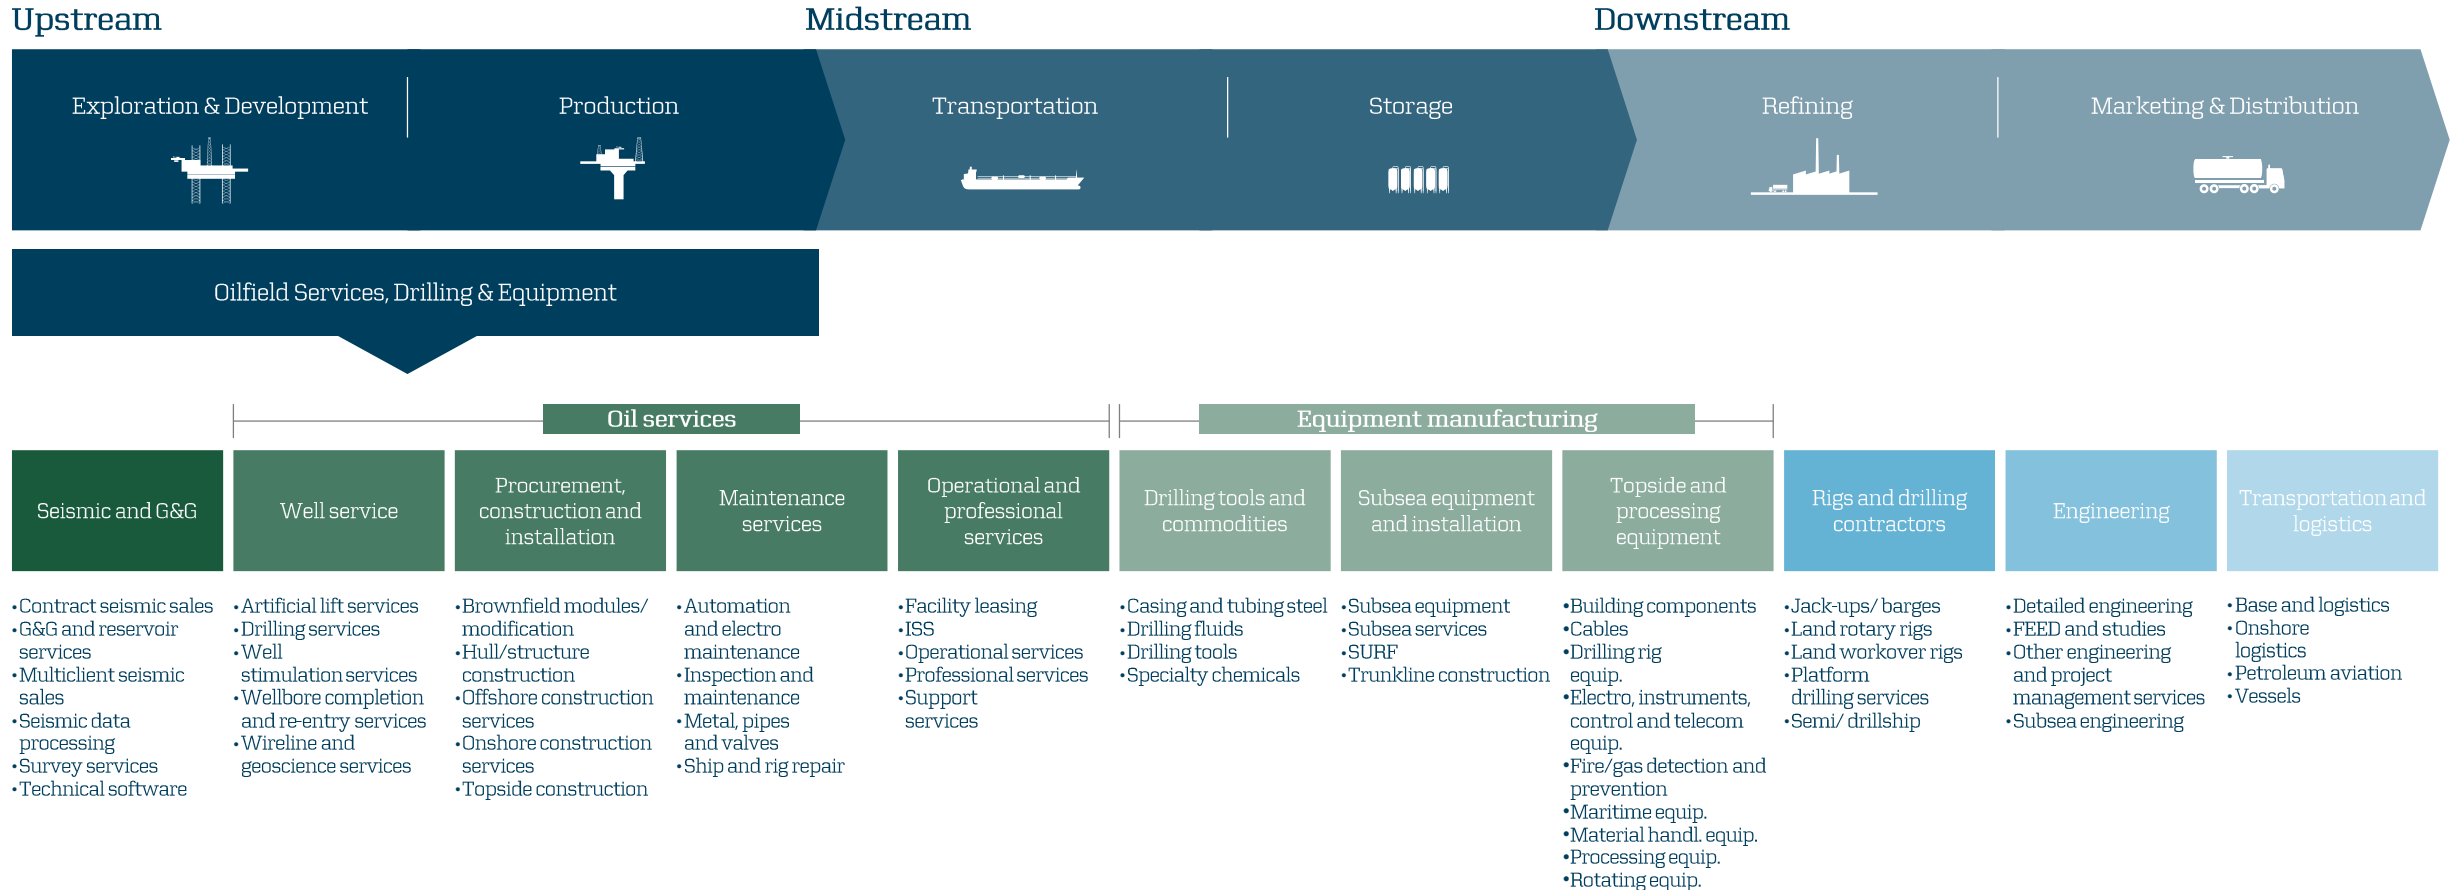 Upstream
Midstream
Downstream
Exploration & Development
Production
Transportation
Storage
Refining
Marketing & Distribution
Oilfield Services, Drilling & Equipment
Oil services
Equipment manufacturing
Seismic and G&G
Well service
Procurement,
construction and
installation
Maintenance
services
Operational and
professional
services
Drilling tools and
commodities
Subsea equipment
and installation
Topside and
processing
equipment
Rigs and drilling
contractors
Engineering
Transportation and
logistics
•Contract seismic sales
•G&G and reservoir
services
•Multiclient seismic
sales
•Seismic data
processing
•Survey services
•Technical software
•Artificial lift services
•Drilling services
•Well
stimulation services
•Wellbore completion
and re-entry services
•Wireline and
geoscience services
•Brownfield modules/
modification
•Hull/structure
construction
•Offshore construction
services
•Onshore construction
services
•Topside construction
•Automation
and electro
maintenance
•Inspection and
maintenance
•Metal, pipes
and valves
•Ship and rig repair
•Facility leasing
•ISS
•Operational services
•Professional services
•Support
services
•Casing and tubing steel
•Drilling fluids
•Drilling tools
•Specialty chemicals
•Subsea equipment
•Subsea services
•SURF
•Trunkline construction
•Building components
•Cables
•Drilling rig
equip.
•Electro, instruments,
control and telecom
equip.
•Fire/gas detection and
prevention
•Maritime equip.
•Material handl. equip.
•Processing equip.
•Rotating equip.
•Jack-ups/ barges
•Land rotary rigs
•Land workover rigs
•Platform
drilling services
•Semi/ drillship
•Detailed engineering
•FEED and studies
•Other engineering
and project
management services
•Subsea engineering
•Base and logistics
•Onshore
logistics
•Petroleum aviation
•Vessels